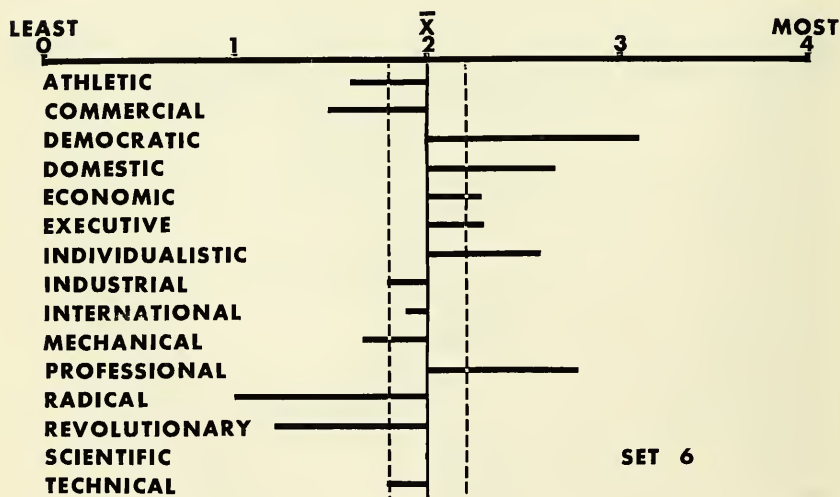 LEAST X̅ MOST
0 1 2 3 4
ATHLETIC
COMMERCIAL
DEMOCRATIC
DOMESTIC
ECONOMIC
EXECUTIVE
INDIVIDUALISTIC
INDUSTRIAL
INTERNATIONAL
MECHANICAL
PROFESSIONAL
RADICAL
REVOLUTIONARY
SCIENTIFIC SET 6
TECHNICAL